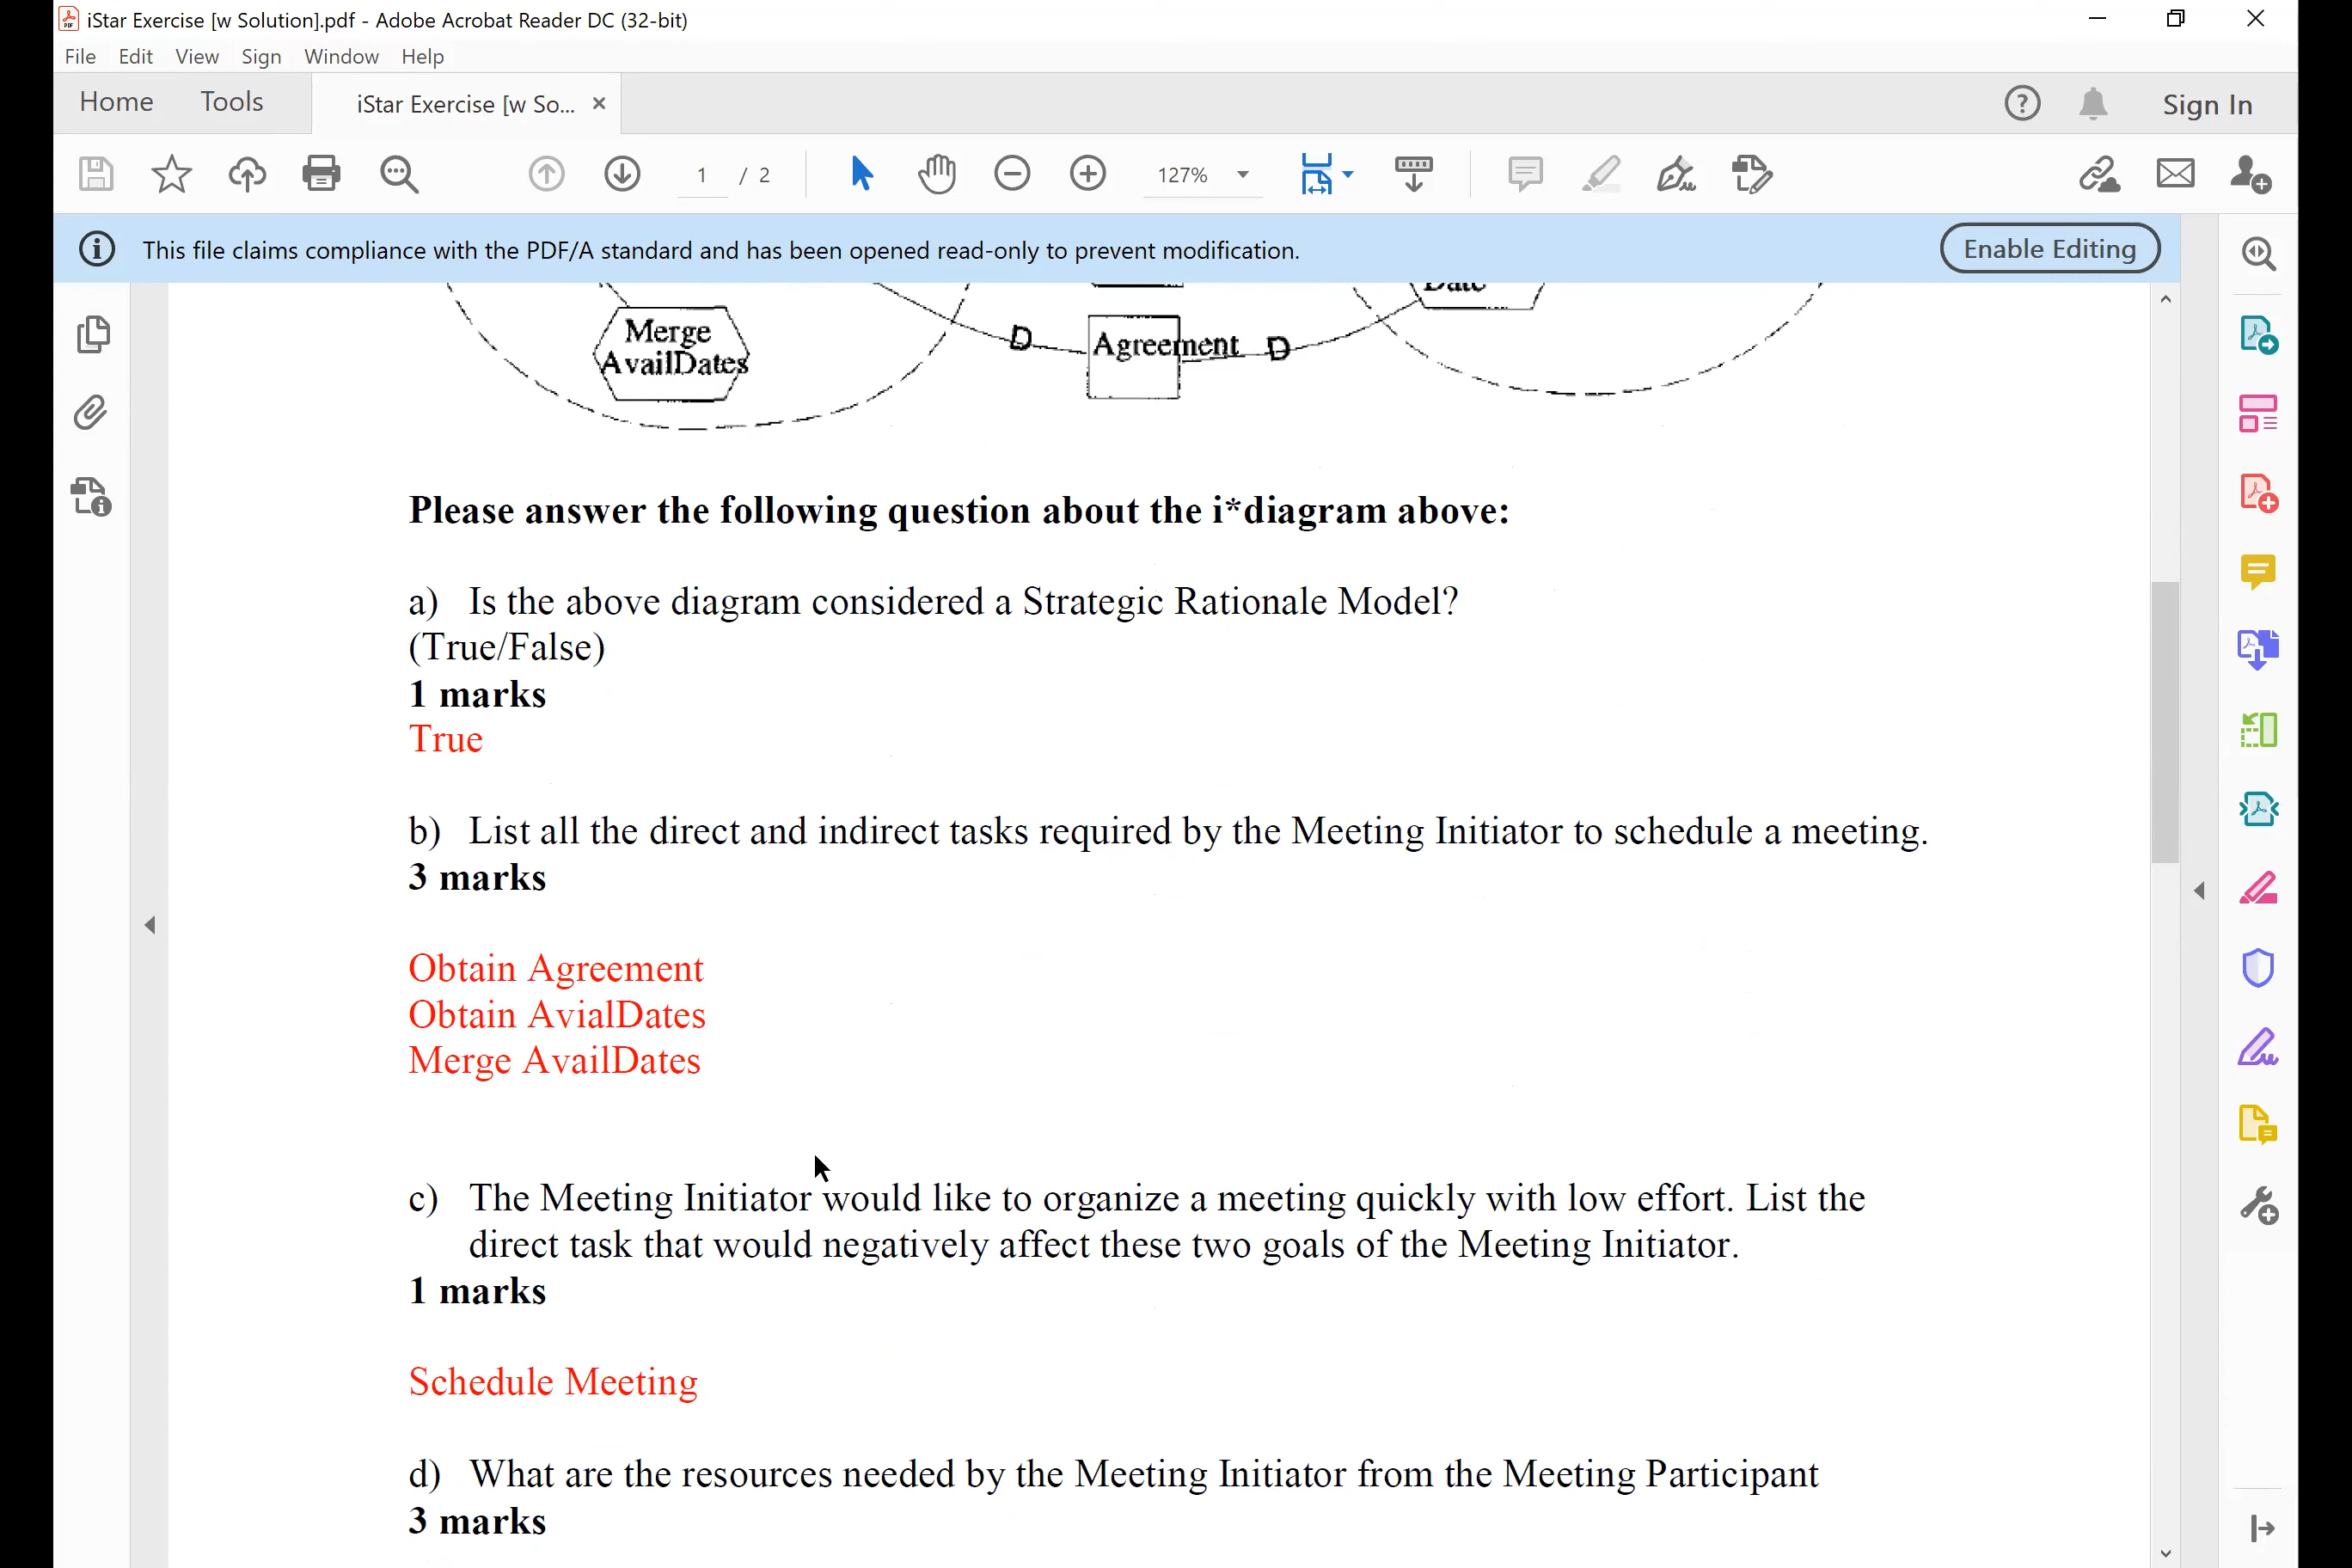 iStar Exercise [w Solution].pdf - Adobe Acrobat Reader DC (32-bit)
File Edit View Sign Window Help
Home Tools iStar Exercise [w So... Sign In
1 / 2 127%
This file claims compliance with the PDF/A standard and has been opened read-only to prevent modification. Enable Editing
Date
Merge
AvailDates
D Agreement D
Please answer the following question about the i*diagram above:
a) Is the above diagram considered a Strategic Rationale Model?
(True/False)
1 marks
True
b) List all the direct and indirect tasks required by the Meeting Initiator to schedule a meeting.
3 marks
Obtain Agreement
Obtain AvialDates
Merge AvailDates
c) The Meeting Initiator would like to organize a meeting quickly with low effort. List the
direct task that would negatively affect these two goals of the Meeting Initiator.
1 marks
Schedule Meeting
d) What are the resources needed by the Meeting Initiator from the Meeting Participant
3 marks